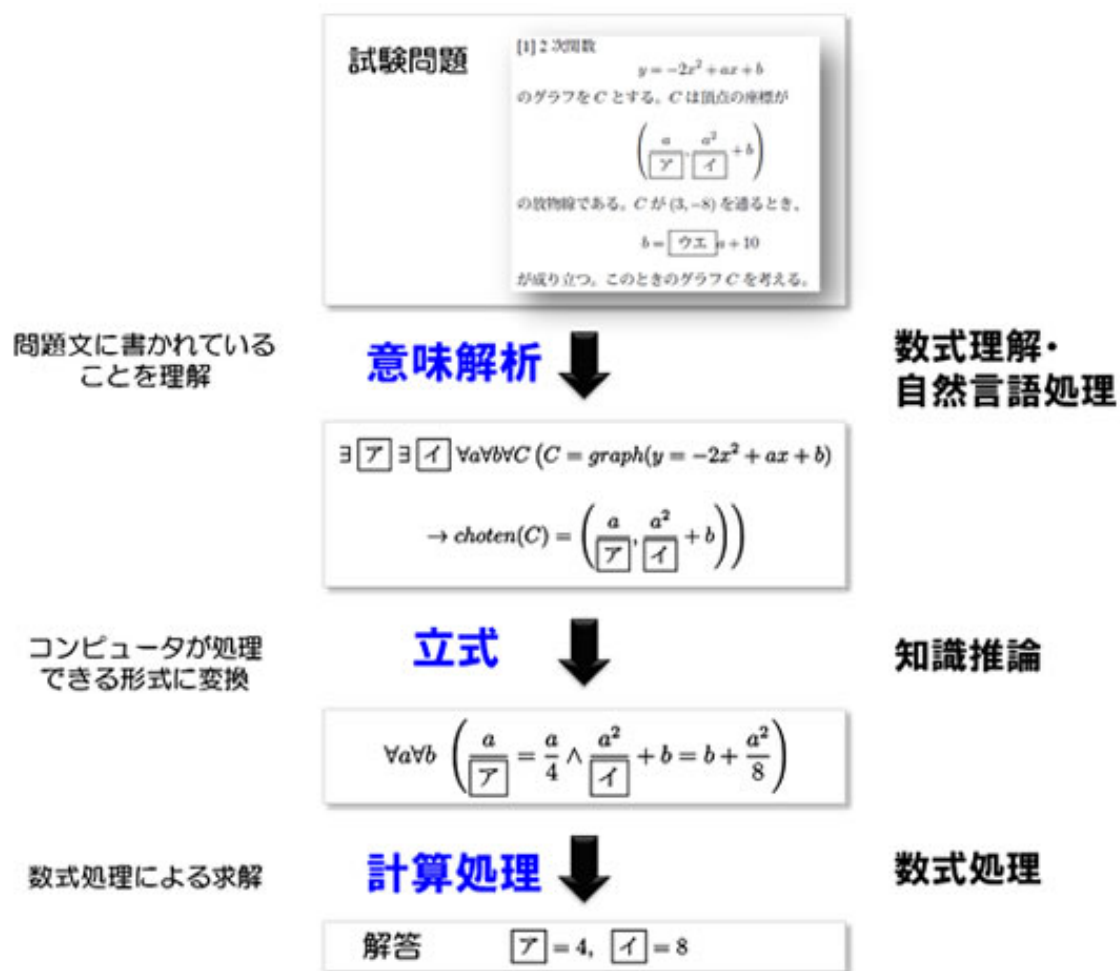 試験問題
[1] 2 次関数
y = −2x² + ax + b
のグラフを C とする。C は頂点の座標が
(a/ア, a²/イ + b)
の放物線である。C が (3, −8) を通るとき、
b = ウエ a + 10
が成り立つ。このときのグラフ C を考える。
問題文に書かれている
ことを理解
意味解析
数式理解・
自然言語処理
∃ ア ∃ イ ∀a∀b∀C (C = graph(y = −2x² + ax + b)
→ choten(C) = (a/ア, a²/イ + b))
コンピュータが処理
できる形式に変換
立式
知識推論
∀a∀b (a/ア = a/4 ∧ a²/イ + b = b + a²/8)
数式処理による求解
計算処理
数式処理
解答 ア = 4, イ = 8